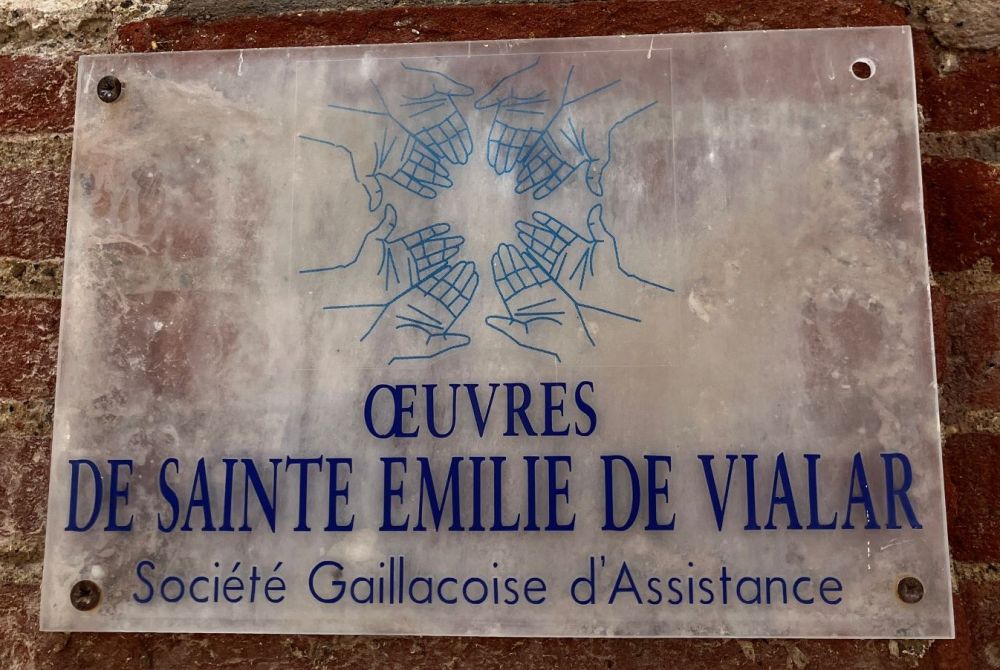 ŒUVRES
DE SAINTE EMILIE DE VIALAR
Société Gaillacoise d'Assistance